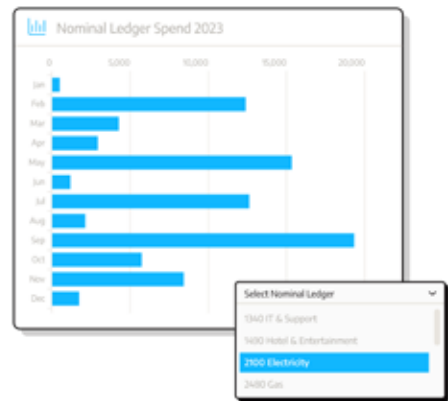 Nominal Ledger Spend 2023
0 5,000 10,000 15,000 20,000
Jan
Feb
Mar
Apr
May
Jun
Jul
Aug
Sep
Oct
Nov
Dec
Select Nominal Ledger
1340 IT & Support
1490 Hotel & Entertainment
2100 Electricity
2480 Gas